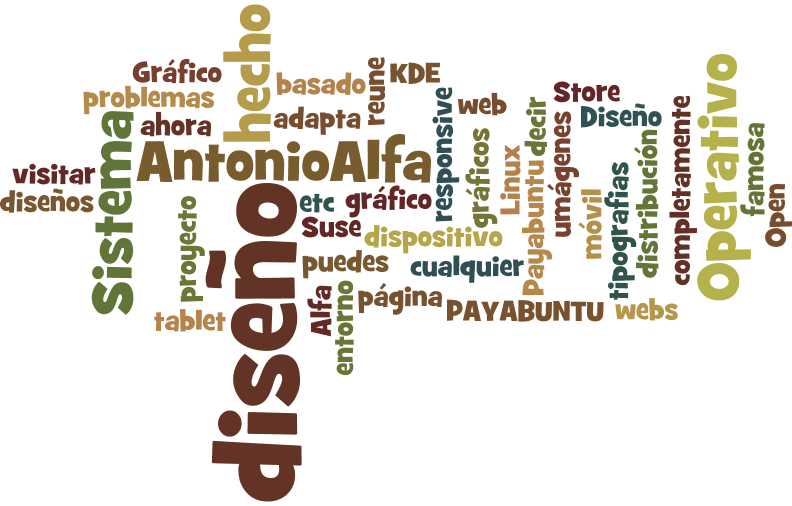 hecho
Gráfico
KDE
basado
reune
problemas
Store
web
Diseño
ahora
adapta
responsive
decir
Operativo
Sistema
AntonioAlfa
gráficos
Linux
umágenes
completamente
famosa
visitar
diseños
etc
gráfico
Payabuntu
móvil
tipografias
distribución
Open
proyecto
diseño
Suse
dispositivo
puedes
cualquier
tablet
Alfa
entorno
página
PAYABUNTU
webs